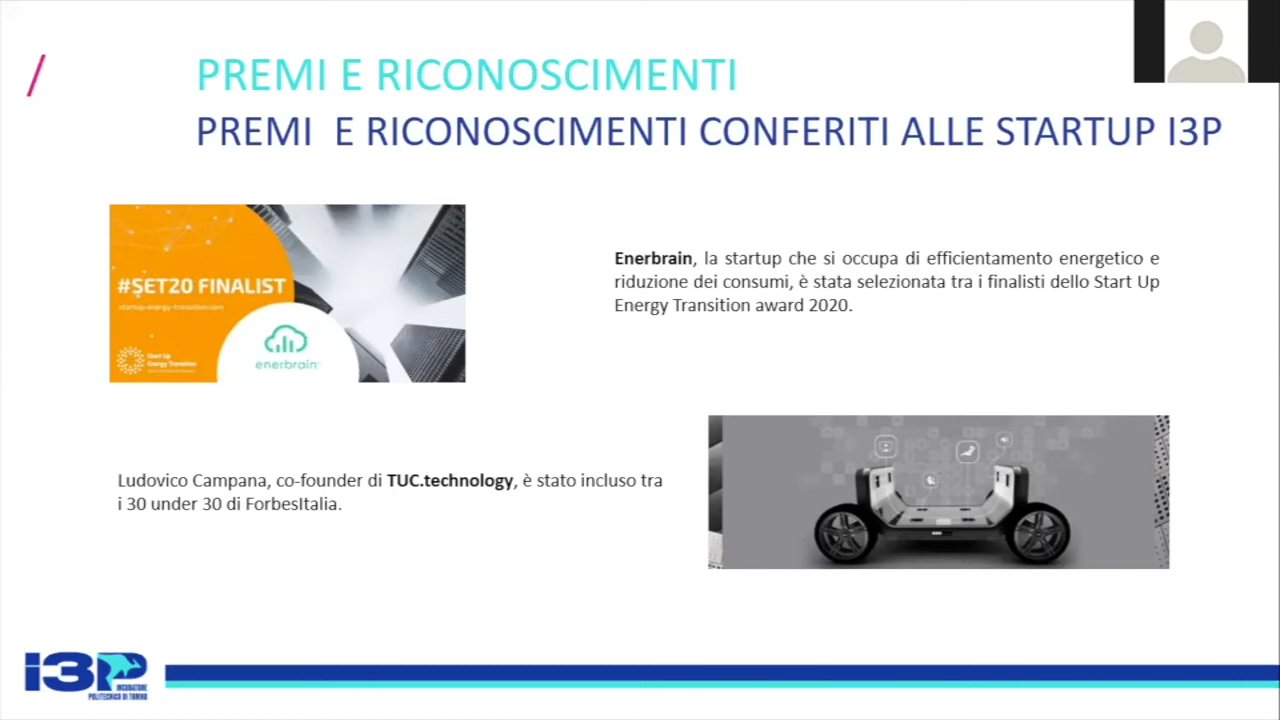 PREMI E RICONOSCIMENTI
PREMI E RICONOSCIMENTI CONFERITI ALLE STARTUP I3P
#SET20 FINALIST
startup-energy-transition.com
Start Up
Energy Transition
enerbrain
Enerbrain, la startup che si occupa di efficientamento energetico e
riduzione dei consumi, è stata selezionata tra i finalisti dello Start Up
Energy Transition award 2020.
Ludovico Campana, co-founder di TUC.technology, è stato incluso tra
i 30 under 30 di ForbesItalia.
I3P
INCUBATORE
POLITECNICO DI TORINO